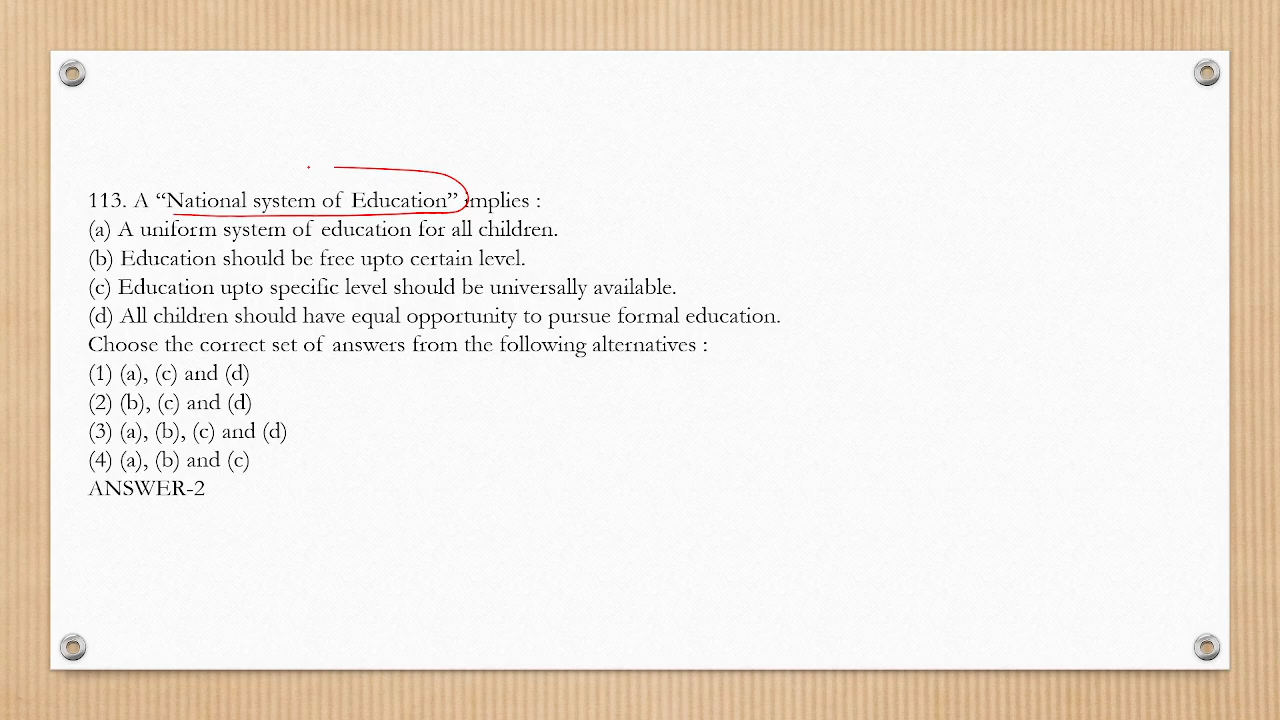 113. A “National system of Education” implies :
(a) A uniform system of education for all children.
(b) Education should be free upto certain level.
(c) Education upto specific level should be universally available.
(d) All children should have equal opportunity to pursue formal education.
Choose the correct set of answers from the following alternatives :
(1) (a), (c) and (d)
(2) (b), (c) and (d)
(3) (a), (b), (c) and (d)
(4) (a), (b) and (c)
ANSWER-2